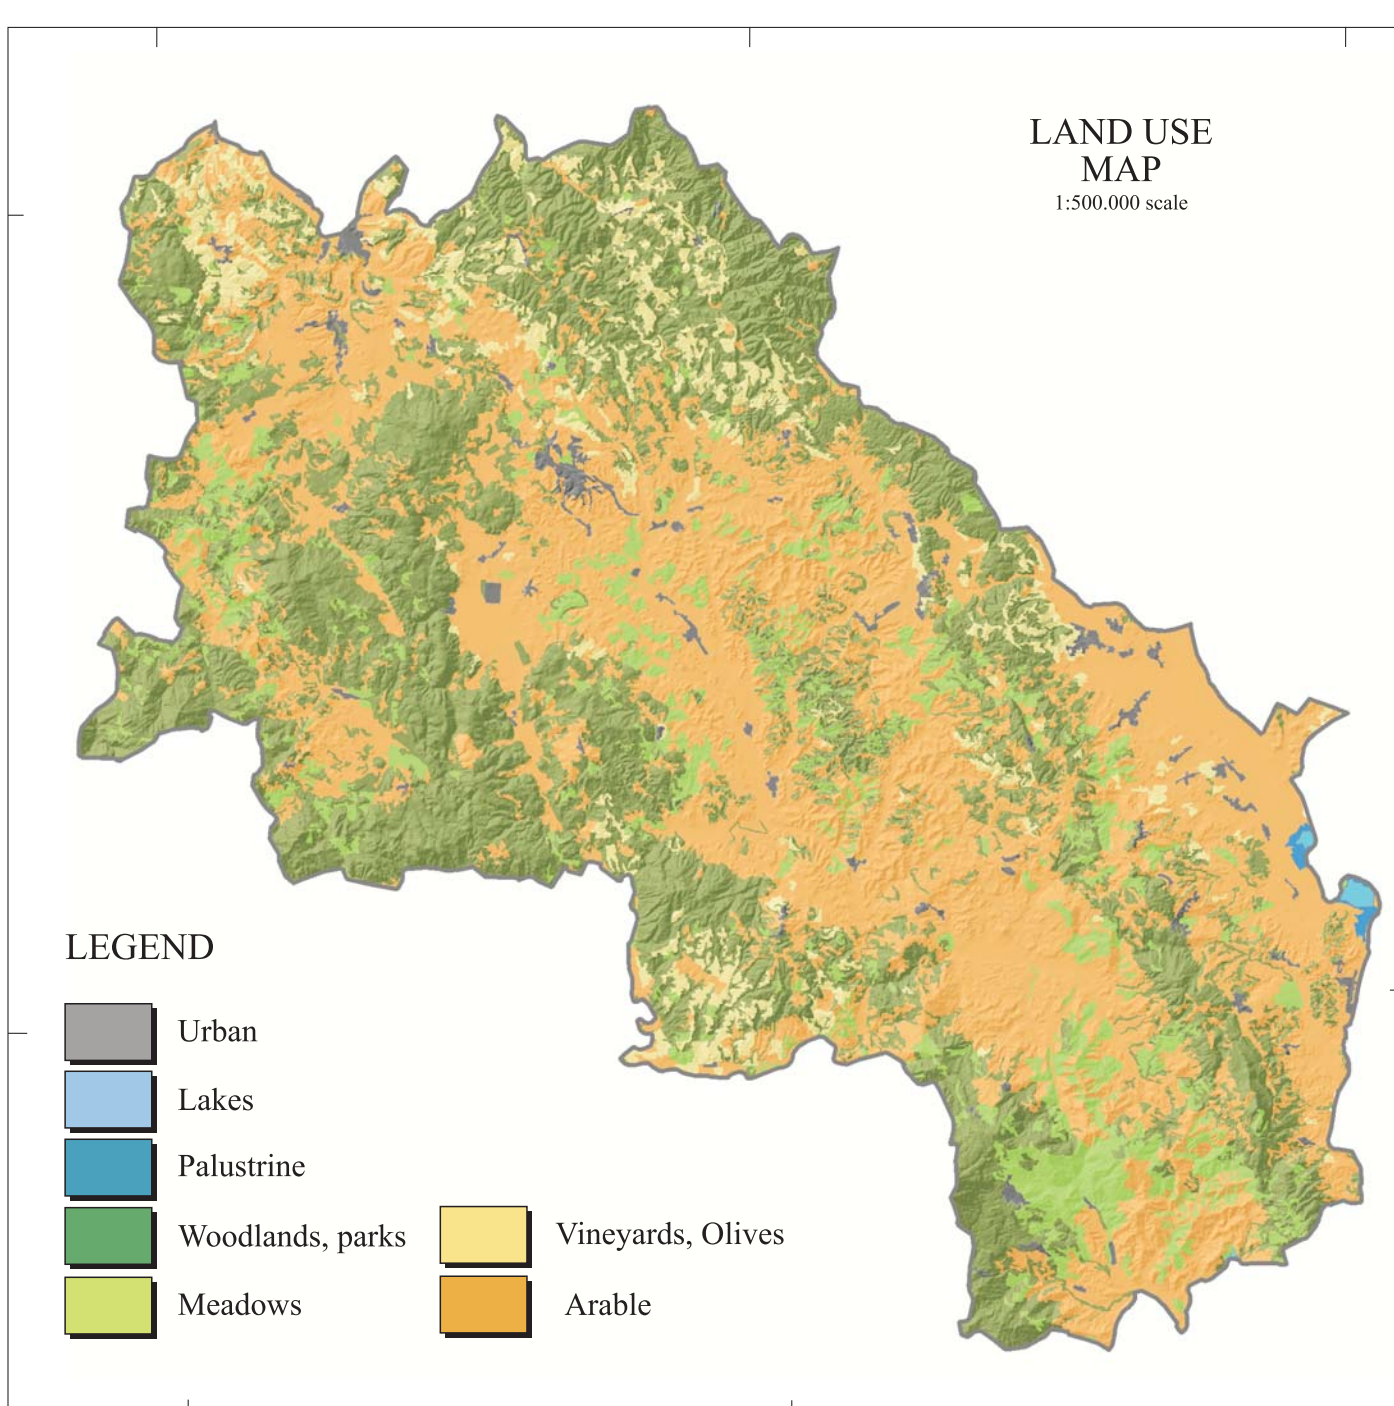 LAND USE
MAP
1:500.000 scale
LEGEND
Urban
Lakes
Palustrine
Woodlands, parks
Meadows
Vineyards, Olives
Arable